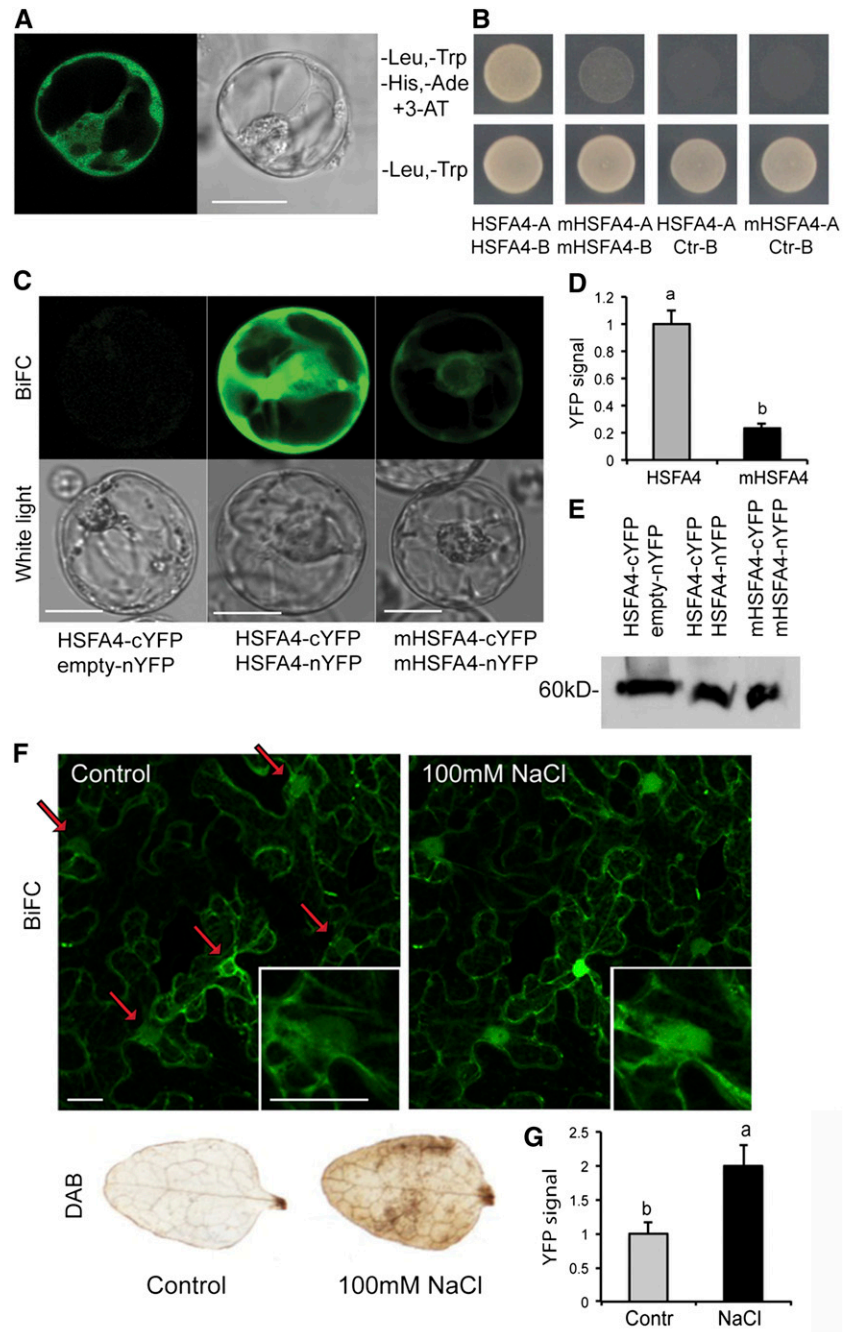 A
-Leu,-Trp
-His,-Ade
+3-AT
-Leu,-Trp
B
HSFA4-A mHSFA4-A HSFA4-A mHSFA4-A
HSFA4-B mHSFA4-B Ctr-B Ctr-B
C
BiFC
White light
HSFA4-cYFP HSFA4-cYFP mHSFA4-cYFP
empty-nYFP HSFA4-nYFP mHSFA4-nYFP
D
YFP signal
1.2
1
0.8
0.6
0.4
0.2
0
a
b
HSFA4 mHSFA4
E
HSFA4-cYFP
empty-nYFP
HSFA4-cYFP
HSFA4-nYFP
mHSFA4-cYFP
mHSFA4-nYFP
60kD-
F
BiFC
Control
100mM NaCl
DAB
Control
100mM NaCl
G
YFP signal
2.5
2
1.5
1
0.5
0
b
a
Contr NaCl